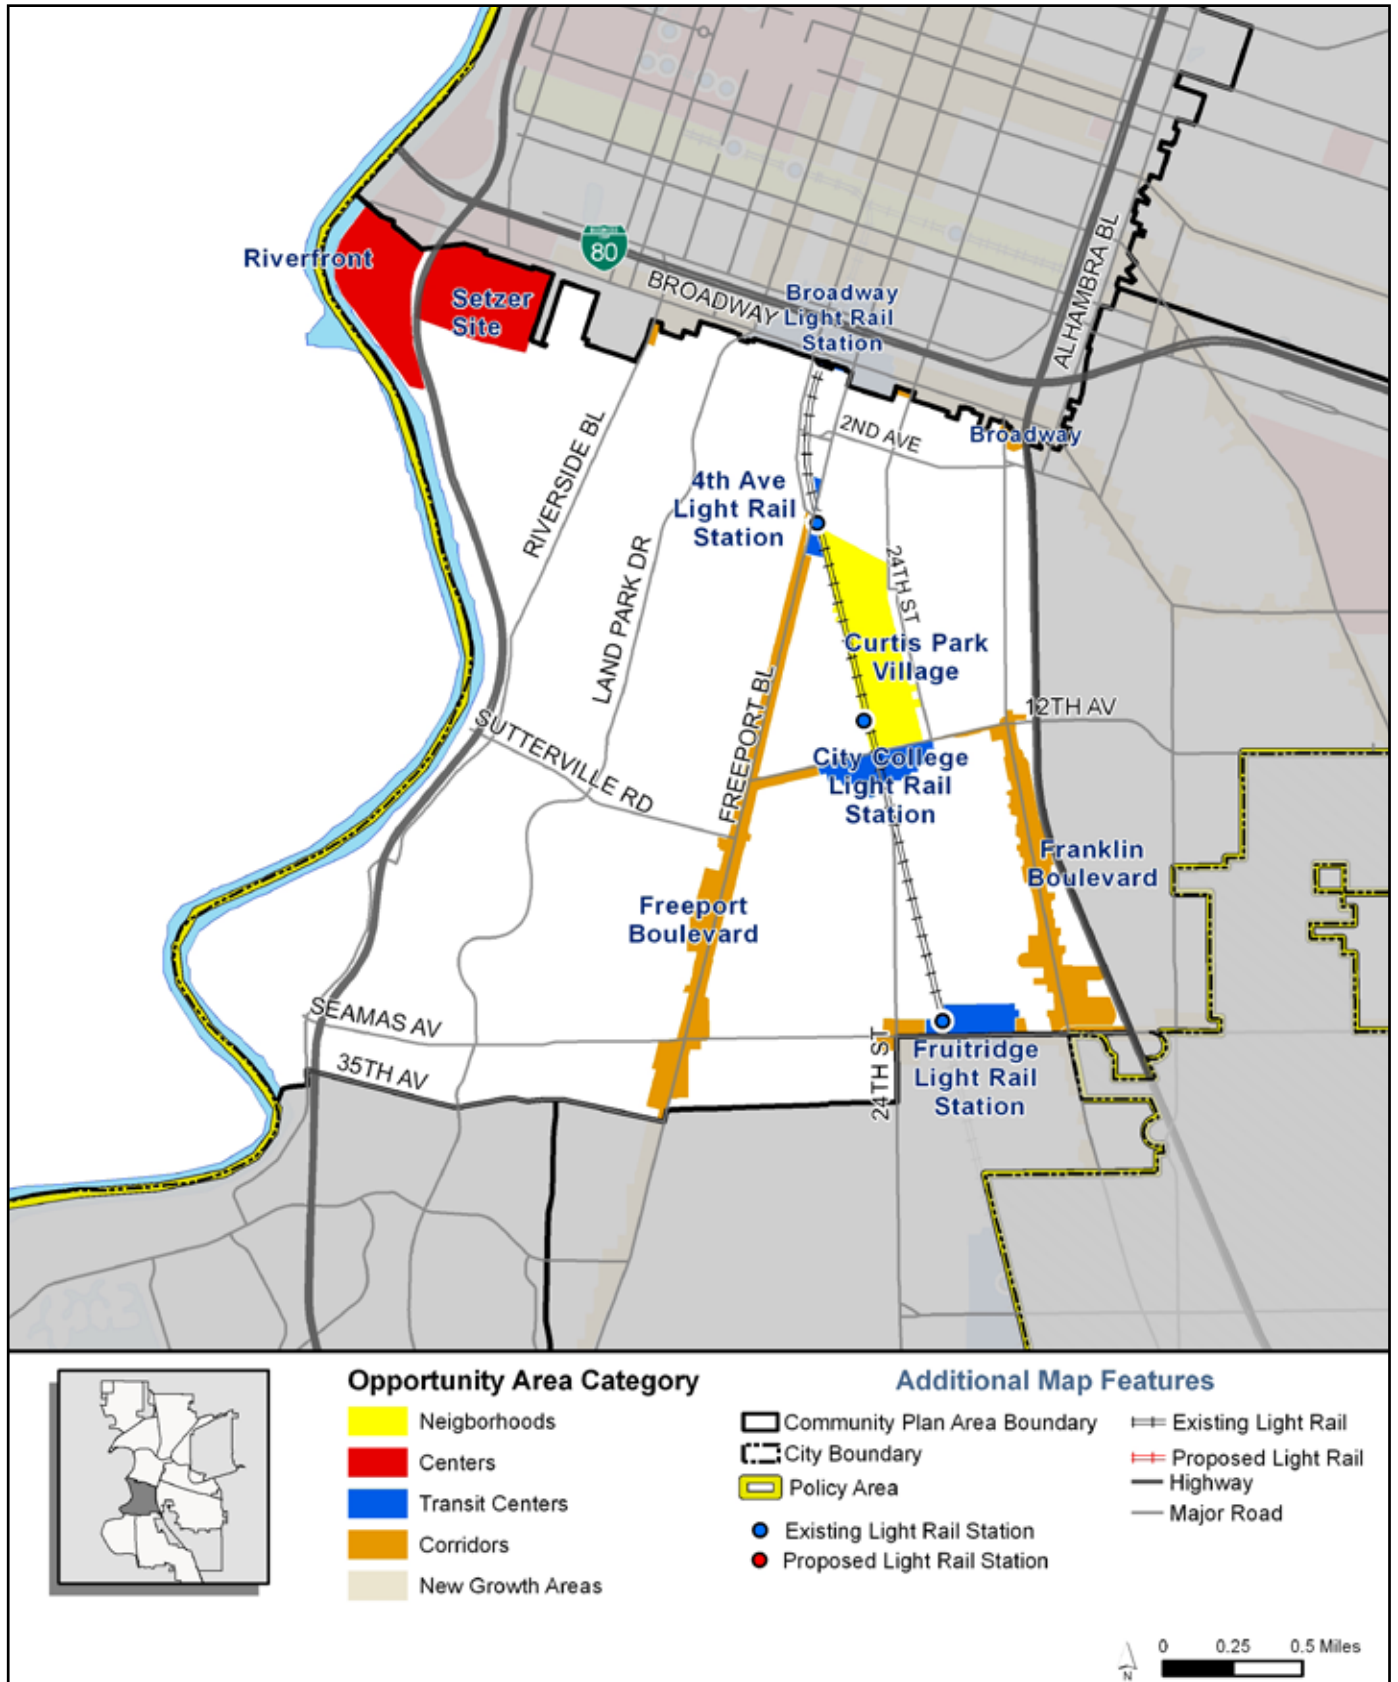 Riverfront
Setzer
Site
80
BROADWAY
Broadway
Light Rail
Station
ALHAMBRA BL
2ND AVE
Broadway
RIVERSIDE BL
4th Ave
Light Rail
Station
LAND PARK DR
24TH ST
Curtis Park
Village
FREEPORT BL
12TH AV
SUTTERVILLE RD
City College
Light Rail
Station
Franklin
Boulevard
Freeport
Boulevard
SEAMAS AV
35TH AV
24TH ST
Fruitridge
Light Rail
Station
Opportunity Area Category
Neigborhoods
Centers
Transit Centers
Corridors
New Growth Areas
Additional Map Features
Community Plan Area Boundary
City Boundary
Policy Area
Existing Light Rail Station
Proposed Light Rail Station
Existing Light Rail
Proposed Light Rail
Highway
Major Road
N
0 0.25 0.5 Miles